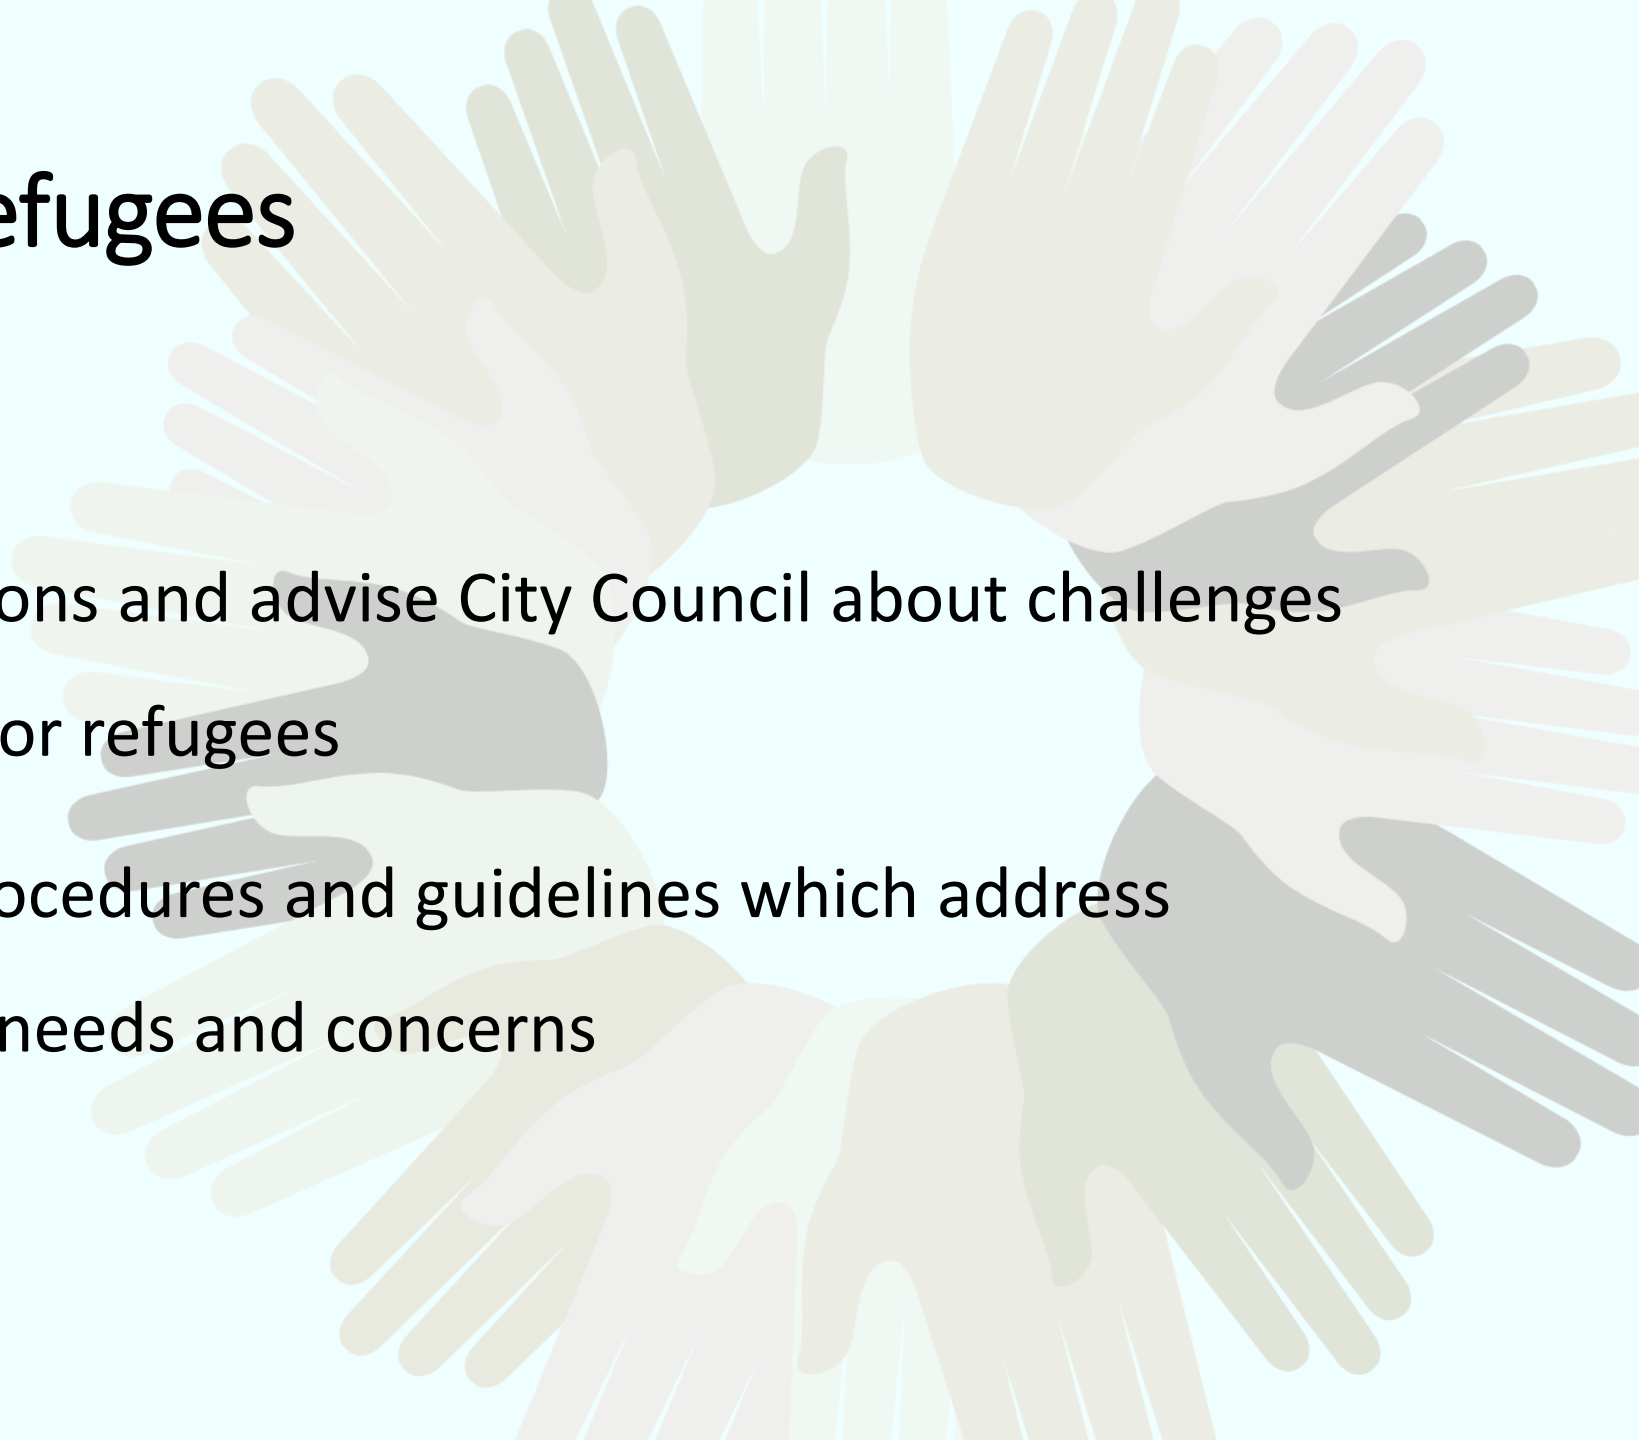 efugees
ons and advise City Council about challenges
or refugees
ocedures and guidelines which address
needs and concerns